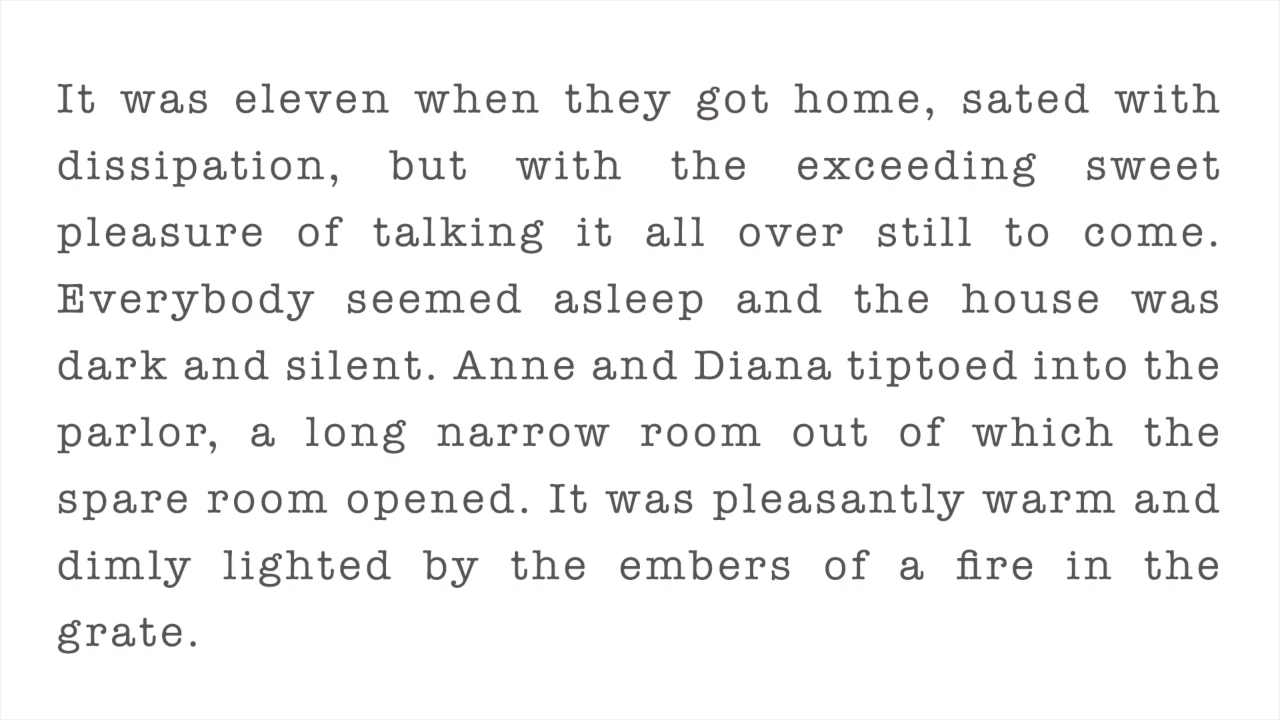 It was eleven when they got home, sated with
dissipation, but with the exceeding sweet
pleasure of talking it all over still to come.
Everybody seemed asleep and the house was
dark and silent. Anne and Diana tiptoed into the
parlor, a long narrow room out of which the
spare room opened. It was pleasantly warm and
dimly lighted by the embers of a fire in the
grate.